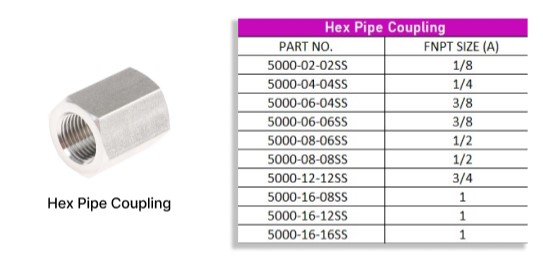 Hex Pipe Coupling
Hex Pipe Coupling
PART NO. FNPT SIZE (A)
5000-02-02SS 1/8
5000-04-04SS 1/4
5000-06-04SS 3/8
5000-06-06SS 3/8
5000-08-06SS 1/2
5000-08-08SS 1/2
5000-12-12SS 3/4
5000-16-08SS 1
5000-16-12SS 1
5000-16-16SS 1